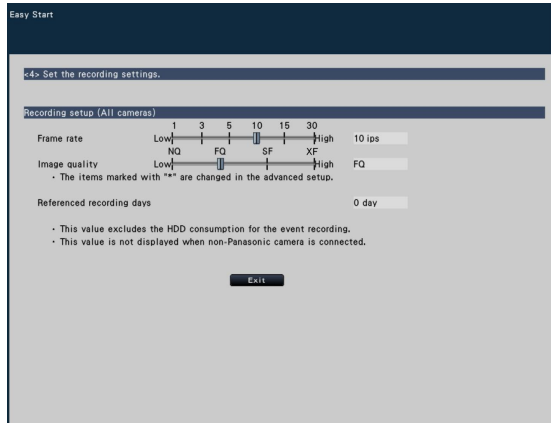 Easy Start
<4> Set the recording settings.
Recording setup (All cameras)
1 3 5 10 15 30
Frame rate Low High 10 ips
NQ FQ SF XF
Image quality Low High FQ
・The items marked with "*" are changed in the advanced setup.
Referenced recording days 0 day
・This value excludes the HDD consumption for the event recording.
・This value is not displayed when non-Panasonic camera is connected.
Exit